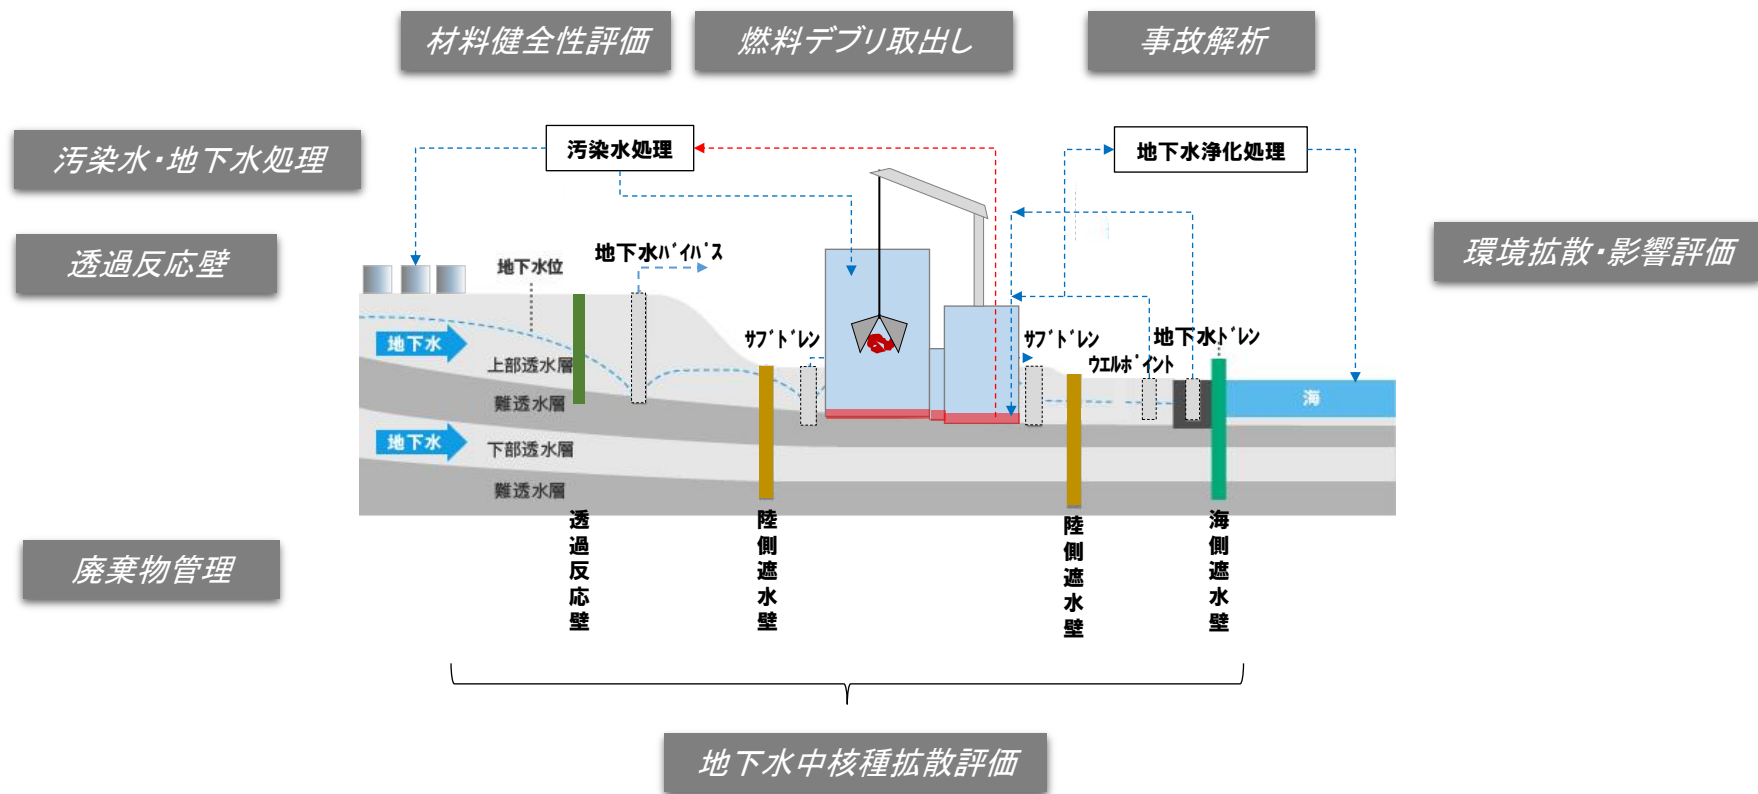 材料健全性評価
燃料デブリ取出し
事故解析
汚染水・地下水処理
汚染水処理
地下水浄化処理
透過反応壁
環境拡散・影響評価
地下水位
地下水ﾊﾞｲﾊﾟｽ
地下水
上部透水層
難透水層
地下水
下部透水層
難透水層
ｻﾌﾞﾄﾞﾚﾝ
ｻﾌﾞﾄﾞﾚﾝ
ｳｴﾙﾎﾟｲﾝﾄ
地下水ﾄﾞﾚﾝ
海
透過反応壁
陸側遮水壁
陸側遮水壁
海側遮水壁
廃棄物管理
地下水中核種拡散評価